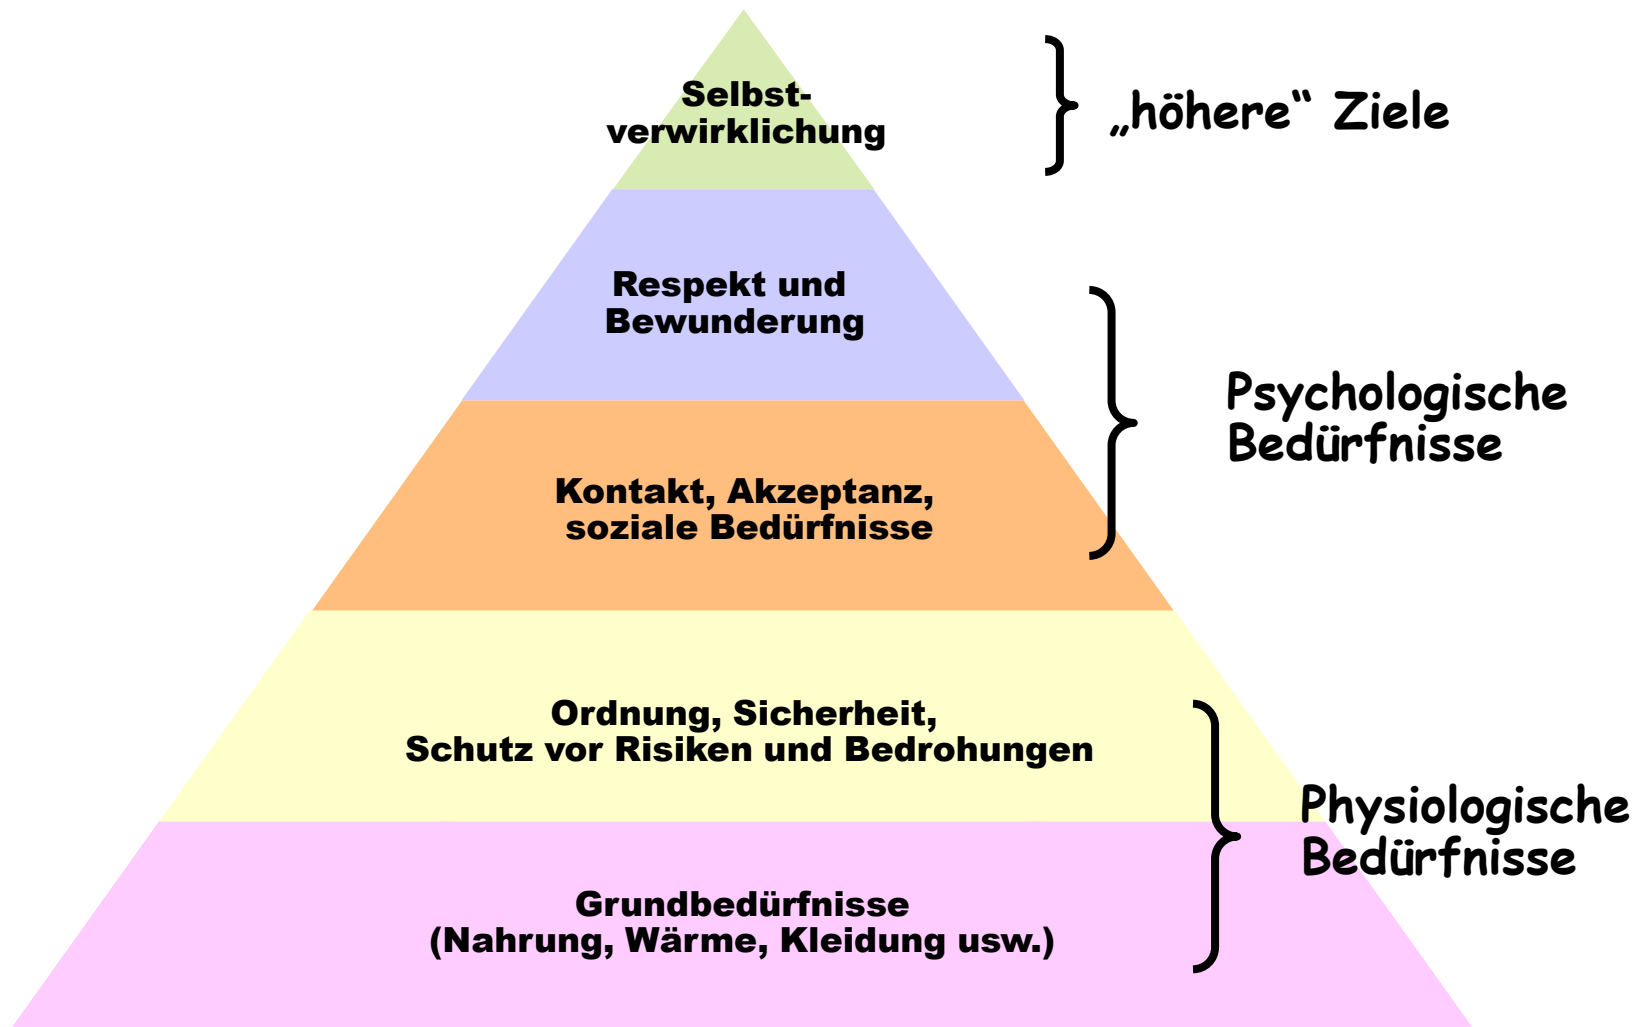 Selbst-
verwirklichung
„höhere“ Ziele
Respekt und
Bewunderung
Psychologische
Bedürfnisse
Kontakt, Akzeptanz,
soziale Bedürfnisse
Ordnung, Sicherheit,
Schutz vor Risiken und Bedrohungen
Physiologische
Bedürfnisse
Grundbedürfnisse
(Nahrung, Wärme, Kleidung usw.)